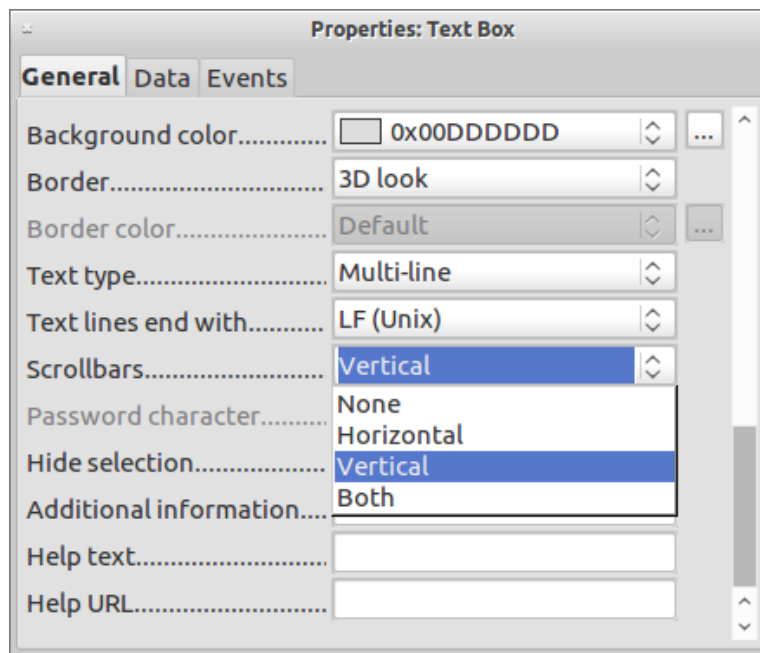 Properties: Text Box
General Data Events
Background color............. 0x00DDDDDD ...
Border............................... 3D look
Border color...................... Default ...
Text type........................... Multi-line
Text lines end with.......... LF (Unix)
Scrollbars.......................... Vertical
Password character.........
None
Horizontal
Hide selection..................
Vertical
Both
Additional information....
Help text............................
Help URL............................